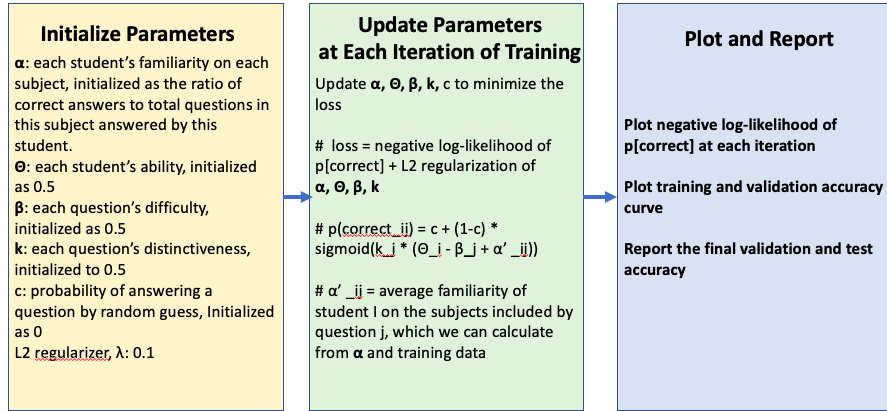 Initialize Parameters
α: each student’s familiarity on each
subject, initialized as the ratio of
correct answers to total questions in
this subject answered by this
student.
Θ: each student’s ability, initialized
as 0.5
β: each question’s difficulty,
initialized as 0.5
k: each question’s distinctiveness,
initialized to 0.5
c: probability of answering a
question by random guess, Initialized
as 0
L2 regularizer, λ: 0.1
Update Parameters
at Each Iteration of Training
Update α, Θ, β, k, c to minimize the
loss
# loss = negative log-likelihood of
p[correct] + L2 regularization of
α, Θ, β, k
# p(correct_ij) = c + (1-c) *
sigmoid(k_j * (Θ_i - β_j + α’ _ij))
# α’ _ij = average familiarity of
student I on the subjects included by
question j, which we can calculate
from α and training data
Plot and Report
Plot negative log-likelihood of
p[correct] at each iteration
Plot training and validation accuracy
curve
Report the final validation and test
accuracy